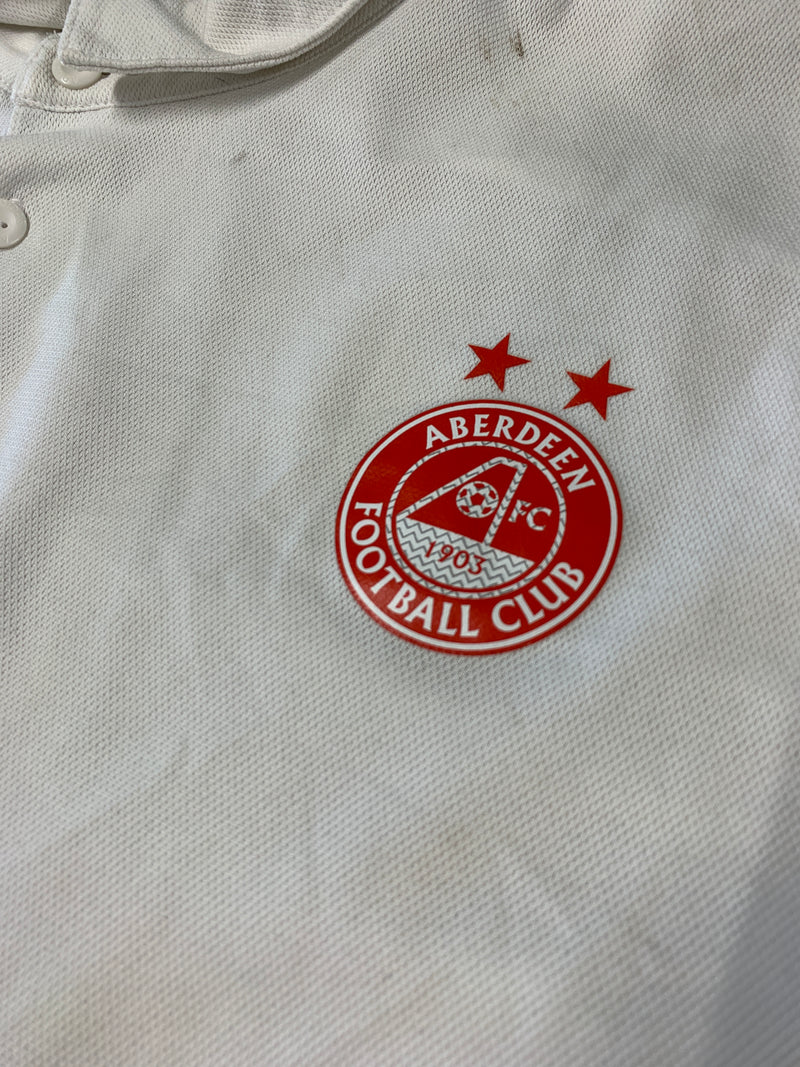 ABERDEEN
FC
1903
FOOTBALL CLUB